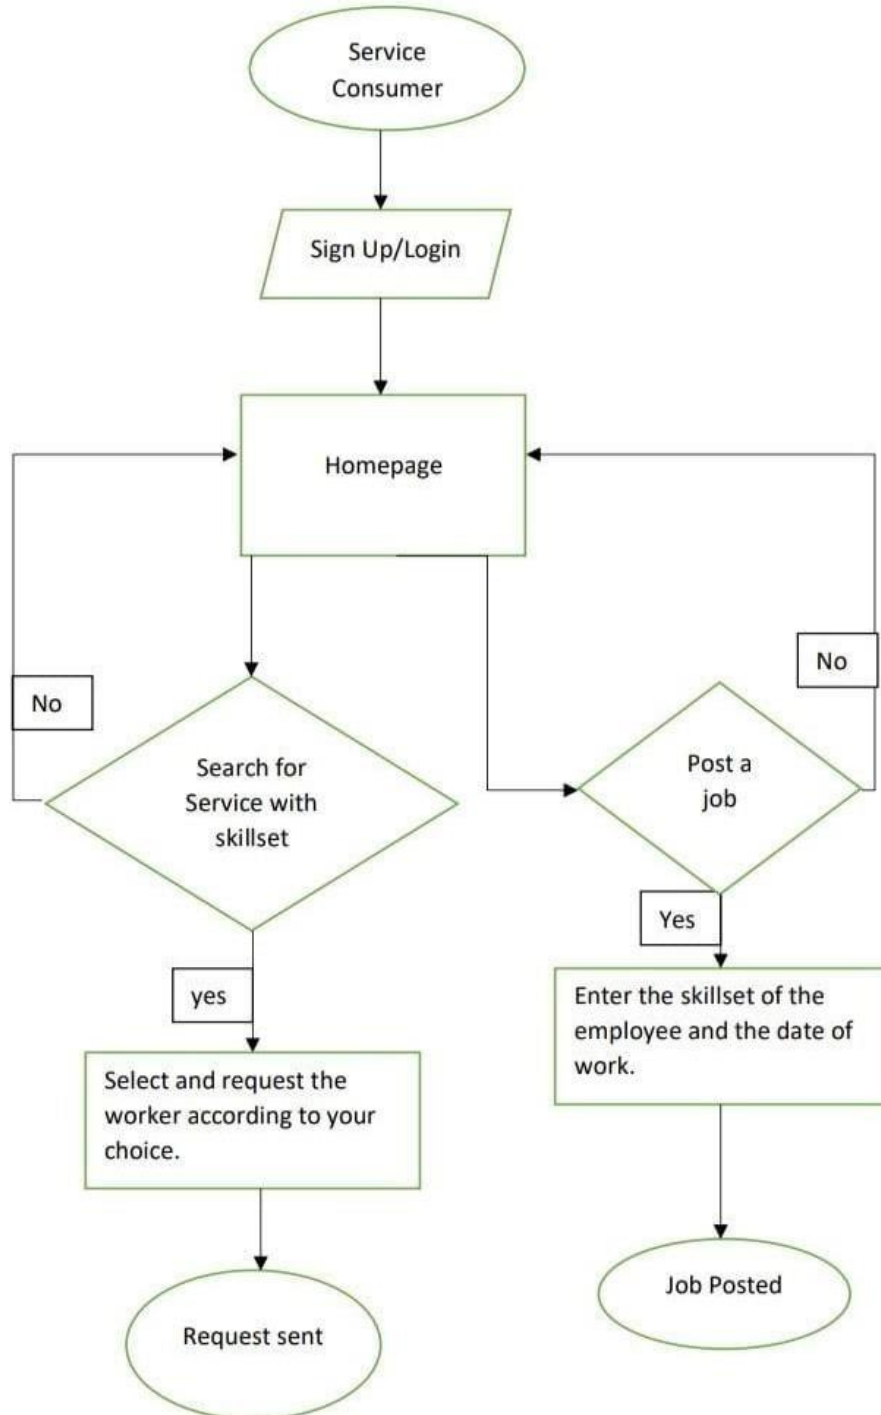 Service
Consumer
Sign Up/Login
Homepage
No
No
Search for
Service with
skillset
Post a
job
Yes
yes
Enter the skillset of the
employee and the date of
work.
Select and request the
worker according to your
choice.
Job Posted
Request sent